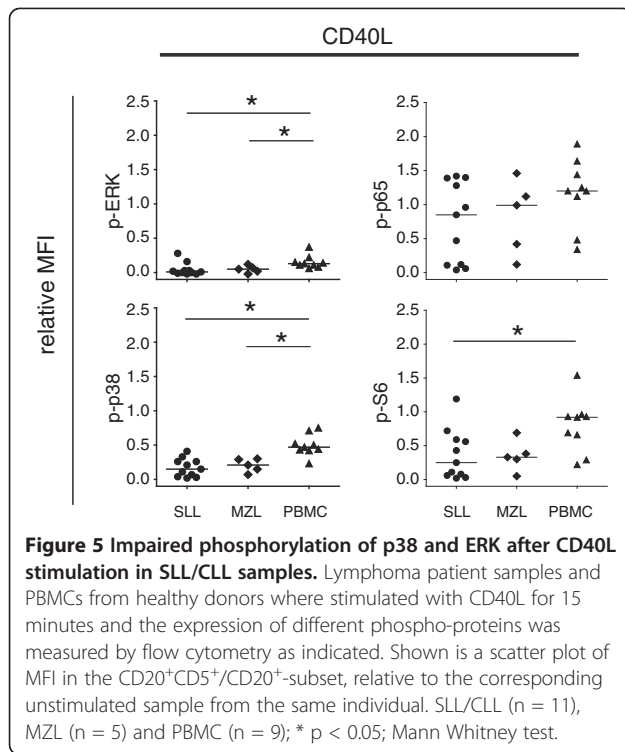 CD40L
relative MFI
p-ERK
2.5
2.0
1.5
1.0
0.5
0.0
*
*
p-p65
2.5
2.0
1.5
1.0
0.5
0.0
p-p38
2.5
2.0
1.5
1.0
0.5
0.0
*
*
SLL MZL PBMC
p-S6
2.5
2.0
1.5
1.0
0.5
0.0
*
SLL MZL PBMC
Figure 5 Impaired phosphorylation of p38 and ERK after CD40L
stimulation in SLL/CLL samples. Lymphoma patient samples and
PBMCs from healthy donors where stimulated with CD40L for 15
minutes and the expression of different phospho-proteins was
measured by flow cytometry as indicated. Shown is a scatter plot of
MFI in the CD20⁺CD5⁺/CD20⁺-subset, relative to the corresponding
unstimulated sample from the same individual. SLL/CLL (n = 11),
MZL (n = 5) and PBMC (n = 9); * p < 0.05; Mann Whitney test.